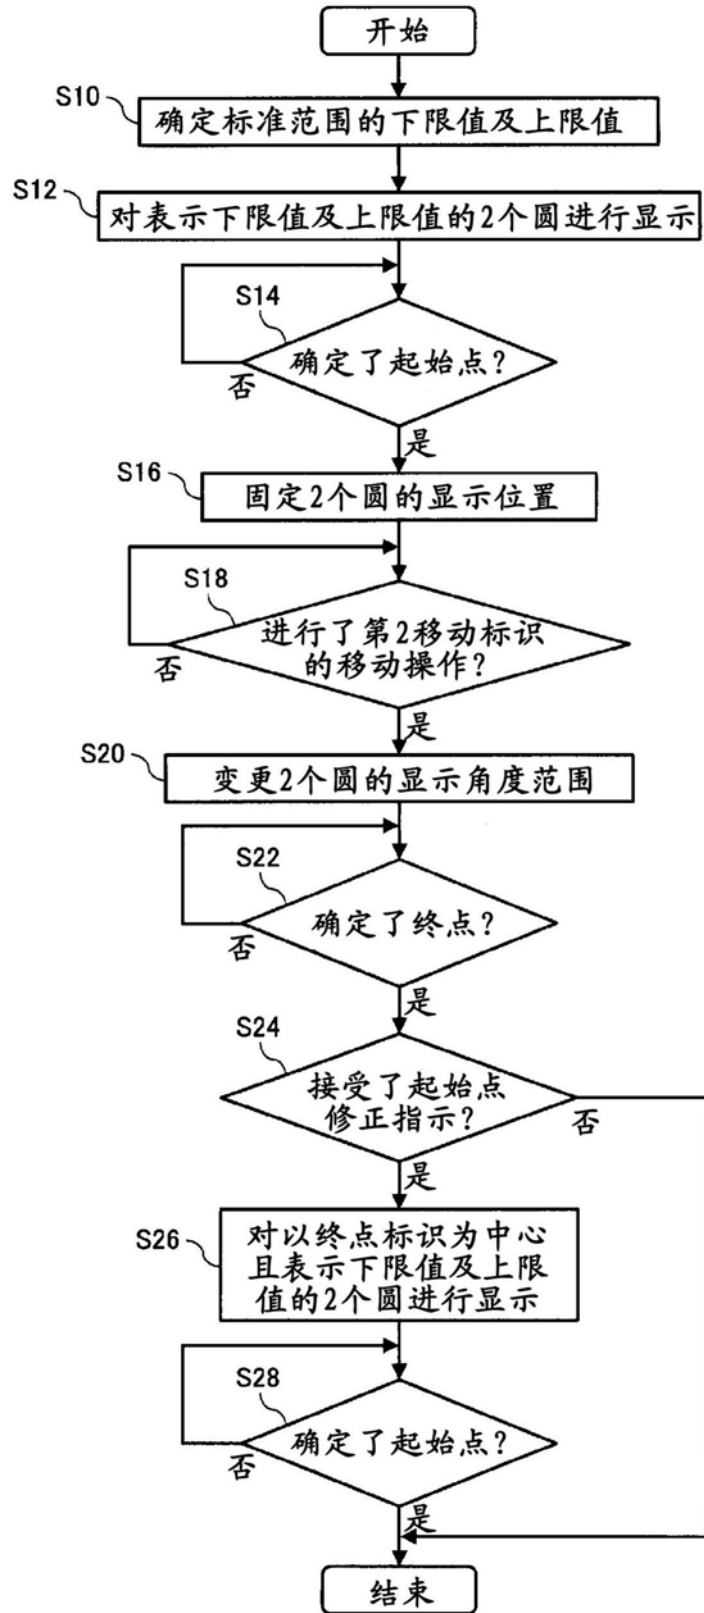 开始
S10
确定标准范围的下限值及上限值
S12
对表示下限值及上限值的2个圆进行显示
S14
确定了起始点?
否
是
S16
固定2个圆的显示位置
S18
进行了第2移动标识
的移动操作?
否
是
S20
变更2个圆的显示角度范围
S22
确定了终点?
否
是
S24
接受了起始点
修正指示?
否
是
S26
对以终点标识为中心
且表示下限值及上限
值的2个圆进行显示
S28
确定了起始点?
否
是
结束